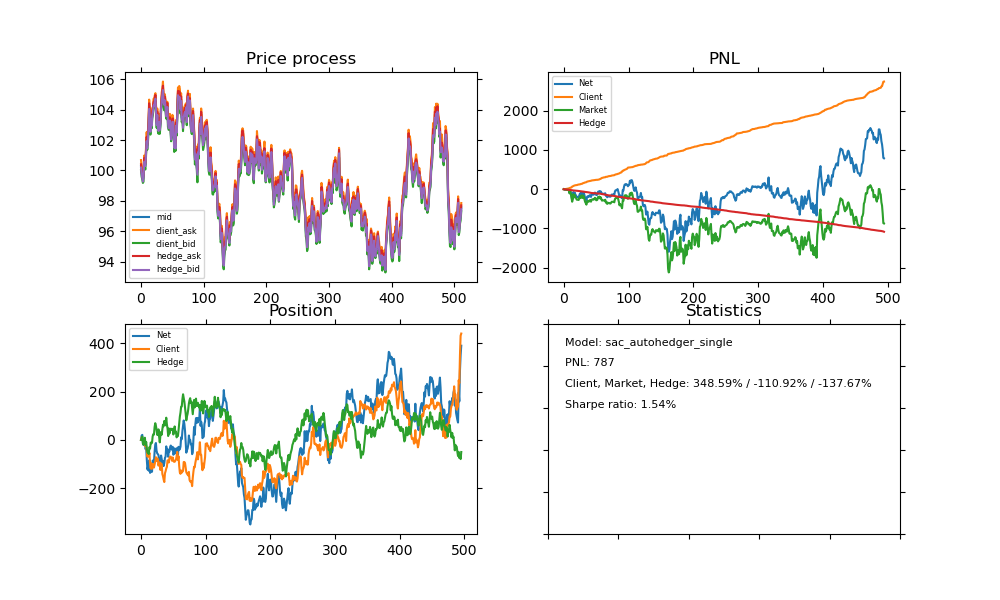 Price process
106
104
102
100
98
96
94
mid
client_ask
client_bid
hedge_ask
hedge_bid
0 100 200 300 400 500
PNL
2000
1000
0
−1000
−2000
Net
Client
Market
Hedge
0 100 200 300 400 500
Position
400
200
0
−200
Net
Client
Hedge
0 100 200 300 400 500
Statistics
Model: sac_autohedger_single
PNL: 787
Client, Market, Hedge: 348.59% / -110.92% / -137.67%
Sharpe ratio: 1.54%